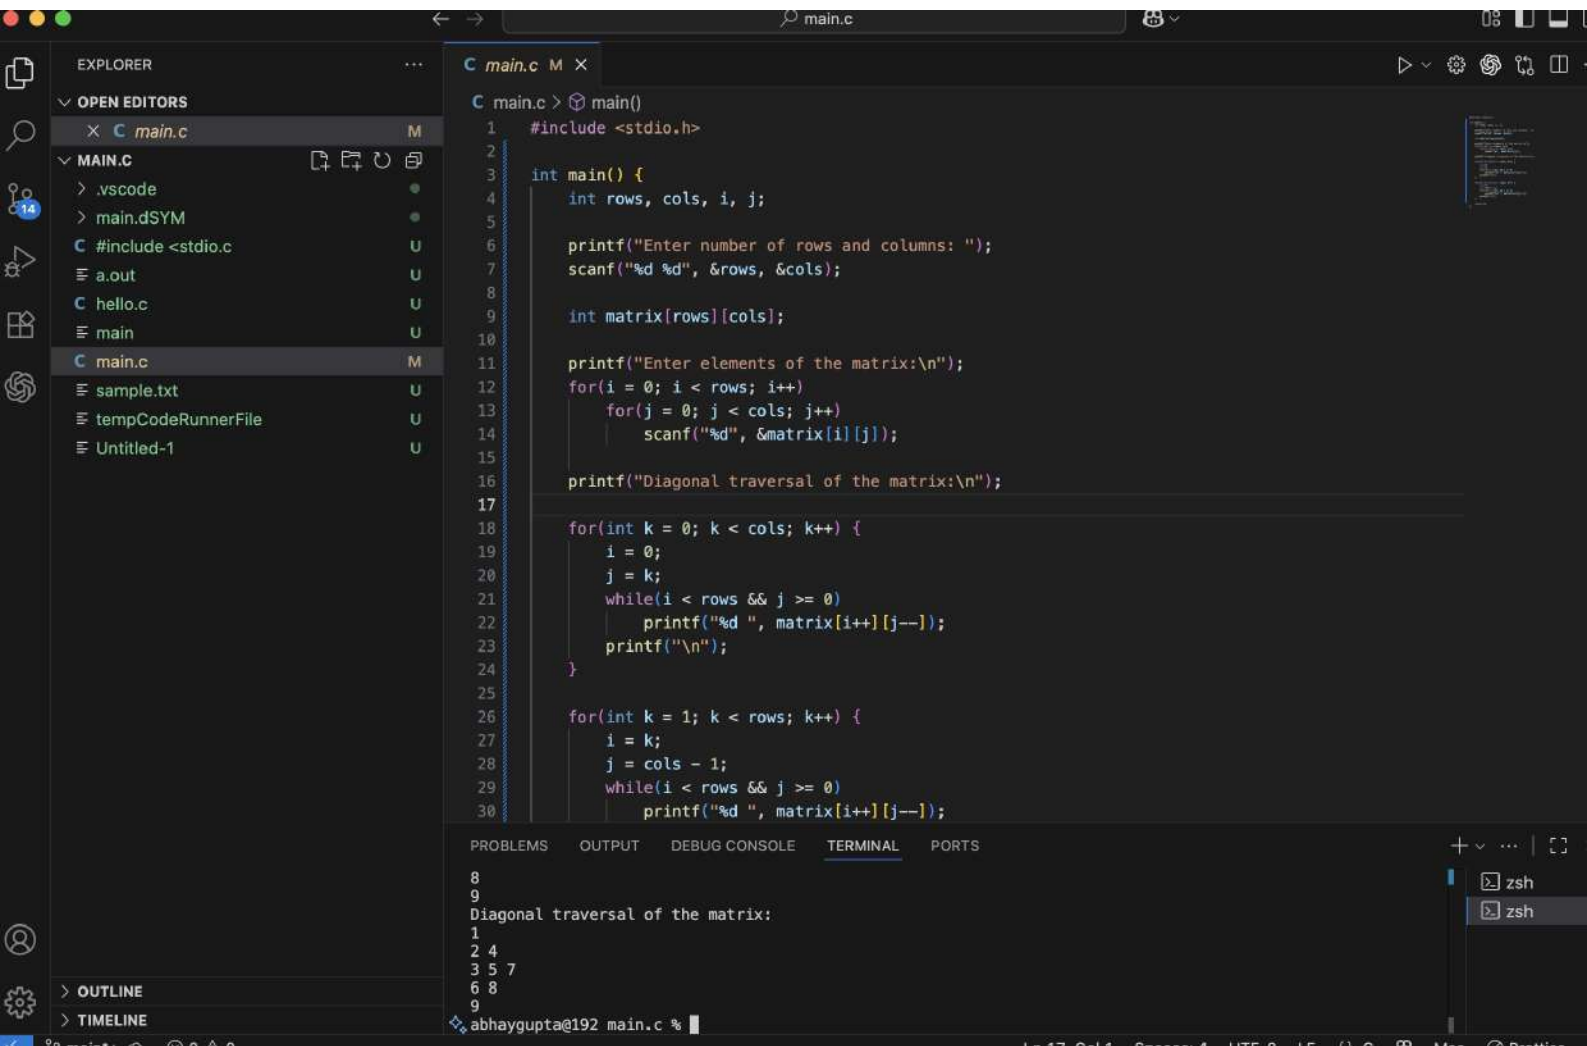 main.c
EXPLORER
OPEN EDITORS
main.c M
MAIN.C
.vscode
main.dSYM
C #include <stdio.c U
a.out U
C hello.c U
main U
C main.c M
sample.txt U
tempCodeRunnerFile U
Untitled-1 U
14
OUTLINE
TIMELINE
C main.c M
C main.c > main()
1 #include <stdio.h>
2
3 int main() {
4 int rows, cols, i, j;
5
6 printf("Enter number of rows and columns: ");
7 scanf("%d %d", &rows, &cols);
8
9 int matrix[rows][cols];
10
11 printf("Enter elements of the matrix:\n");
12 for(i = 0; i < rows; i++)
13 for(j = 0; j < cols; j++)
14 scanf("%d", &matrix[i][j]);
15
16 printf("Diagonal traversal of the matrix:\n");
17
18 for(int k = 0; k < cols; k++) {
19 i = 0;
20 j = k;
21 while(i < rows && j >= 0)
22 printf("%d ", matrix[i++][j--]);
23 printf("\n");
24 }
25
26 for(int k = 1; k < rows; k++) {
27 i = k;
28 j = cols - 1;
29 while(i < rows && j >= 0)
30 printf("%d ", matrix[i++][j--]);
PROBLEMS OUTPUT DEBUG CONSOLE TERMINAL PORTS
8
9
Diagonal traversal of the matrix:
1
2 4
3 5 7
6 8
9
abhaygupta@192 main.c %
zsh
zsh